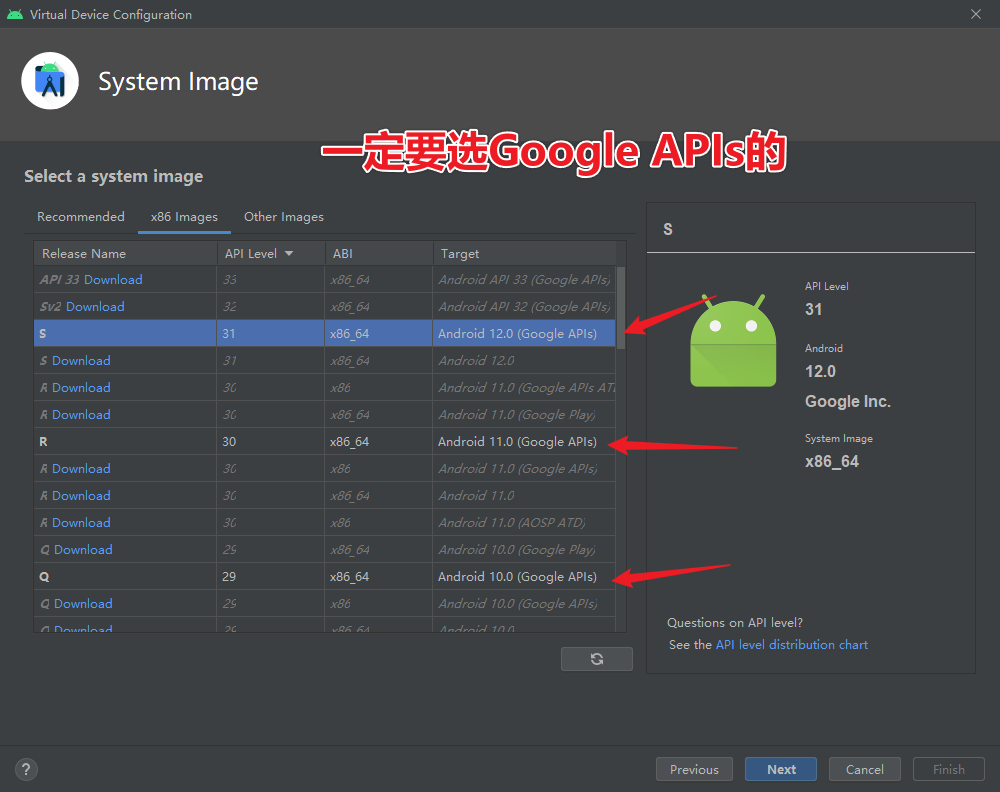 Virtual Device Configuration
System Image
一定要选Google APIs的
Select a system image
Recommended x86 Images Other Images
Release Name API Level ABI Target
API 33 Download 33 x86_64 Android API 33 (Google APIs)
Sv2 Download 32 x86_64 Android API 32 (Google APIs)
S 31 x86_64 Android 12.0 (Google APIs)
S Download 31 x86_64 Android 12.0
R Download 30 x86 Android 11.0 (Google APIs AT
R Download 30 x86_64 Android 11.0 (Google Play)
R 30 x86_64 Android 11.0 (Google APIs)
R Download 30 x86 Android 11.0 (Google APIs)
R Download 30 x86_64 Android 11.0
R Download 30 x86 Android 11.0 (AOSP ATD)
Q Download 29 x86_64 Android 10.0 (Google Play)
Q 29 x86_64 Android 10.0 (Google APIs)
Q Download 29 x86 Android 10.0 (Google APIs)
Q Download 29 x86_64 Android 10.0
S
API Level
31
Android
12.0
Google Inc.
System Image
x86_64
Questions on API level?
See the API level distribution chart
? Previous Next Cancel Finish